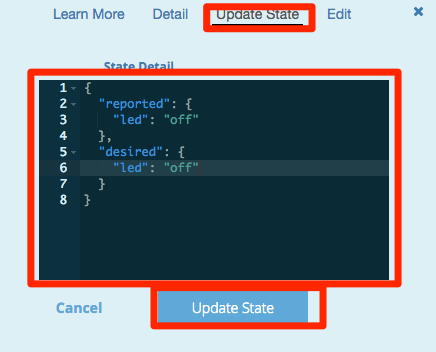 Learn More Detail Update State Edit ×
State Detail
1 {
2 "reported": {
3 "led": "off"
4 },
5 "desired": {
6 "led": "off"
7 }
8 }
Cancel Update State